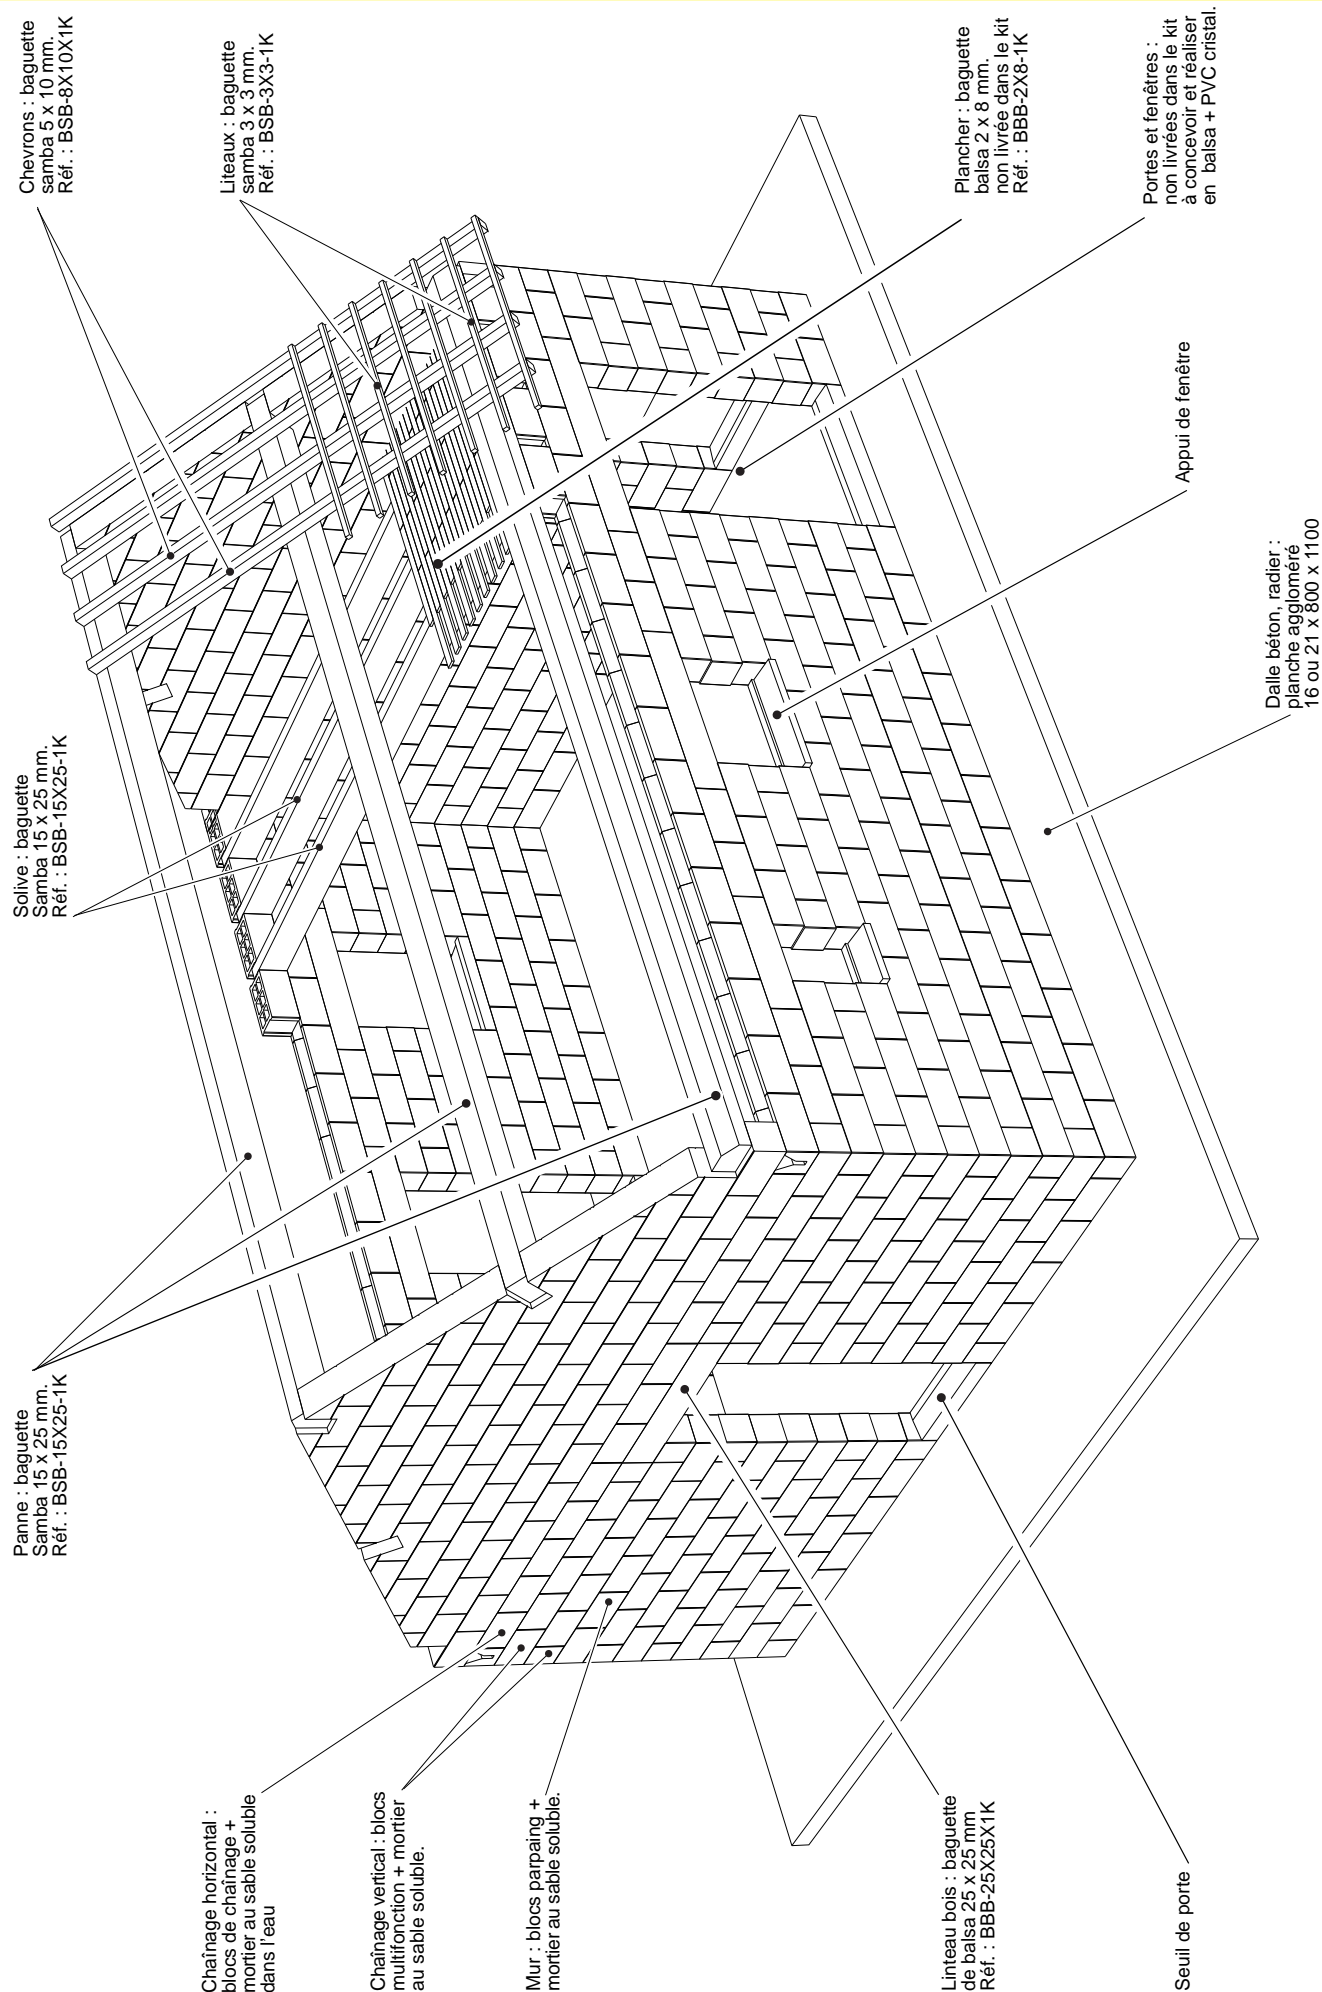 Chaînage horizontal :
blocs de chaînage +
mortier au sable soluble
dans l'eau
Chaînage vertical : blocs
multifonction + mortier
au sable soluble.
Mur : blocs parpaing +
mortier au sable soluble.
Linteau bois : baguette
de balsa 25 x 25 mm
Réf. : BBB-25X25X1K
Seuil de porte
Panne : baguette
Samba 15 x 25 mm.
Réf. : BSB-15X25-1K
Solive : baguette
Samba 15 x 25 mm.
Réf. : BSB-15X25-1K
Chevrons : baguette
samba 5 x 10 mm.
Réf. : BSB-8X10X1K
Liteaux : baguette
samba 3 x 3 mm.
Réf. : BSB-3X3-1K
Plancher : baguette
balsa 2 x 8 mm.
non livrée dans le kit
Réf. : BBB-2X8-1K
Portes et fenêtres :
non livrées dans le kit
à concevoir et réaliser
en balsa + PVC cristal.
Appui de fenêtre
Dalle béton, radier :
planche aggloméré
16 ou 21 x 800 x 1100